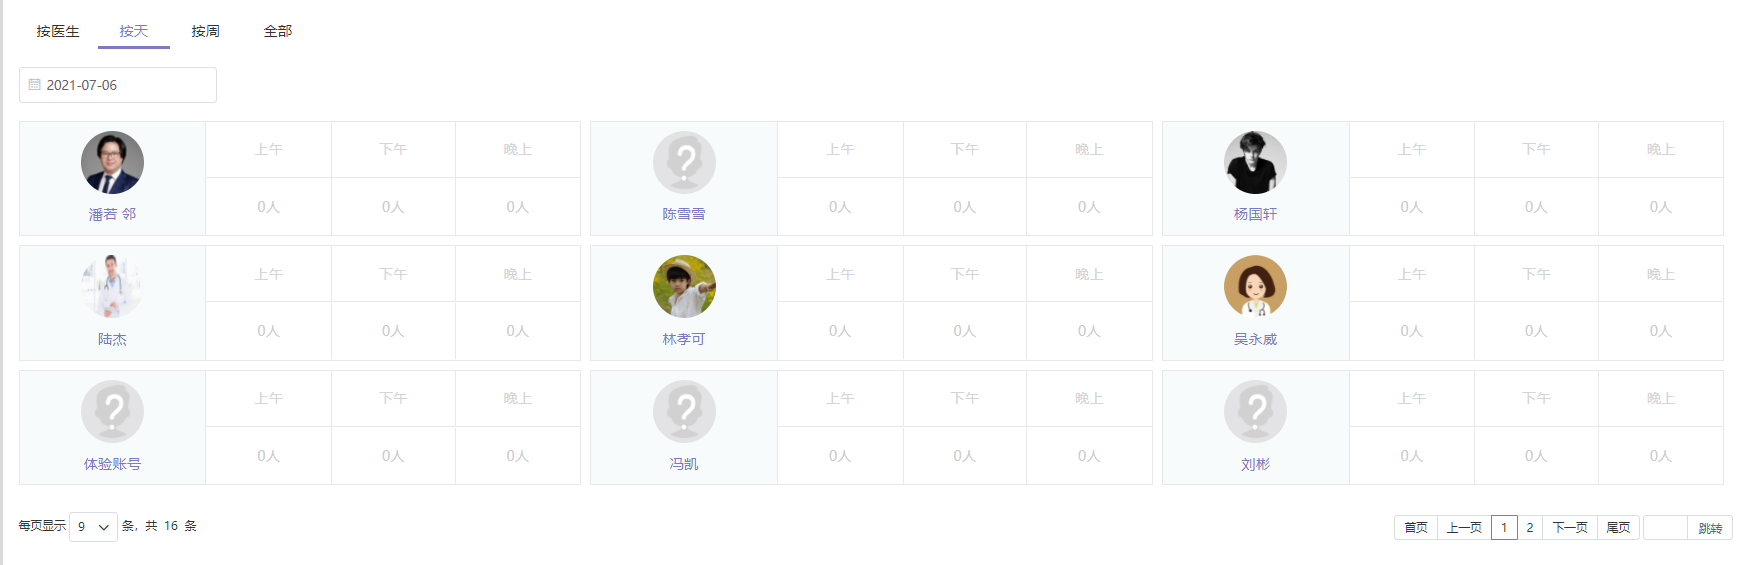 按医生 按天 按周 全部
2021-07-06
上午 下午 晚上 上午 下午 晚上 上午 下午 晚上
0人 0人 0人 0人 0人 0人 0人 0人 0人
潘若 邻 陈雪雪 杨国轩
上午 下午 晚上 上午 下午 晚上 上午 下午 晚上
0人 0人 0人 0人 0人 0人 0人 0人 0人
陆杰 林孝可 吴永威
上午 下午 晚上 上午 下午 晚上 上午 下午 晚上
0人 0人 0人 0人 0人 0人 0人 0人 0人
体验账号 冯凯 刘彬
每页显示 9 条，共 16 条 首页 上一页 1 2 下一页 尾页 跳转